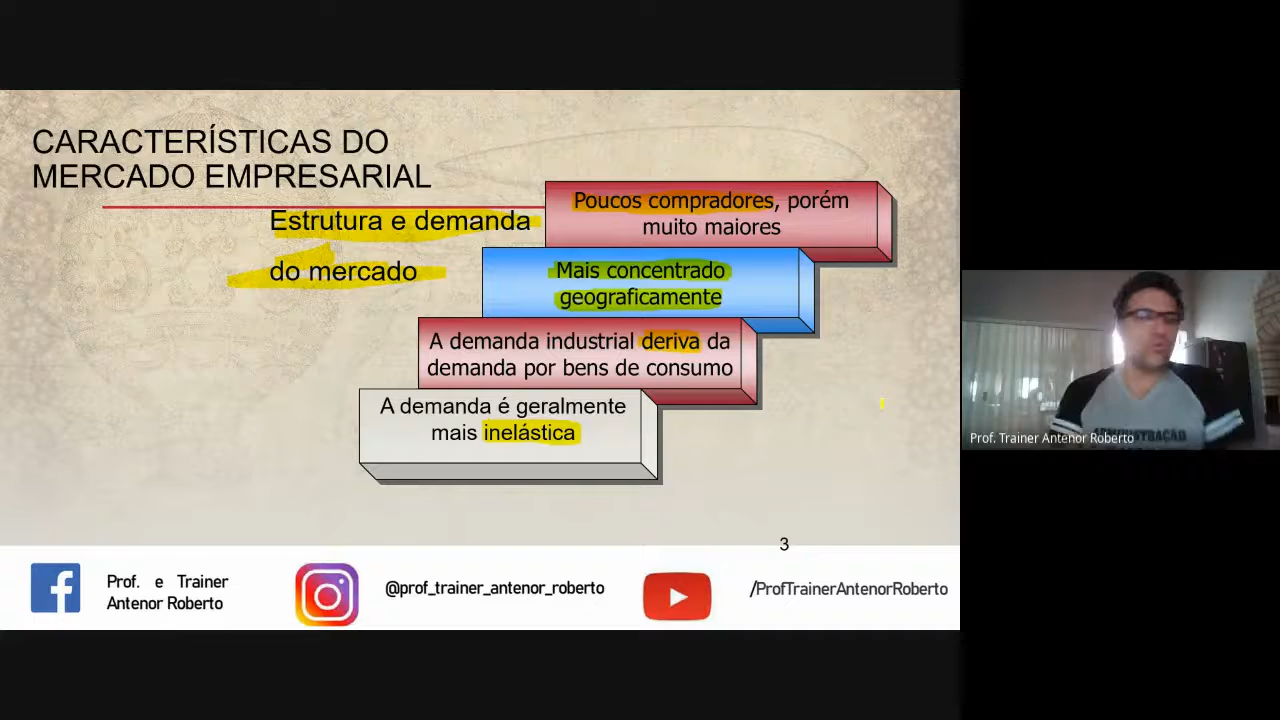 CARACTERÍSTICAS DO
MERCADO EMPRESARIAL
Estrutura e demanda
do mercado
Poucos compradores, porém
muito maiores
Mais concentrado
geograficamente
A demanda industrial deriva da
demanda por bens de consumo
A demanda é geralmente
mais inelástica
3
Prof. e Trainer
Antenor Roberto
@prof_trainer_antenor_roberto
/ProfTrainerAntenorRoberto
ADMINISTRAÇÃO
Prof. Trainer Antenor Roberto